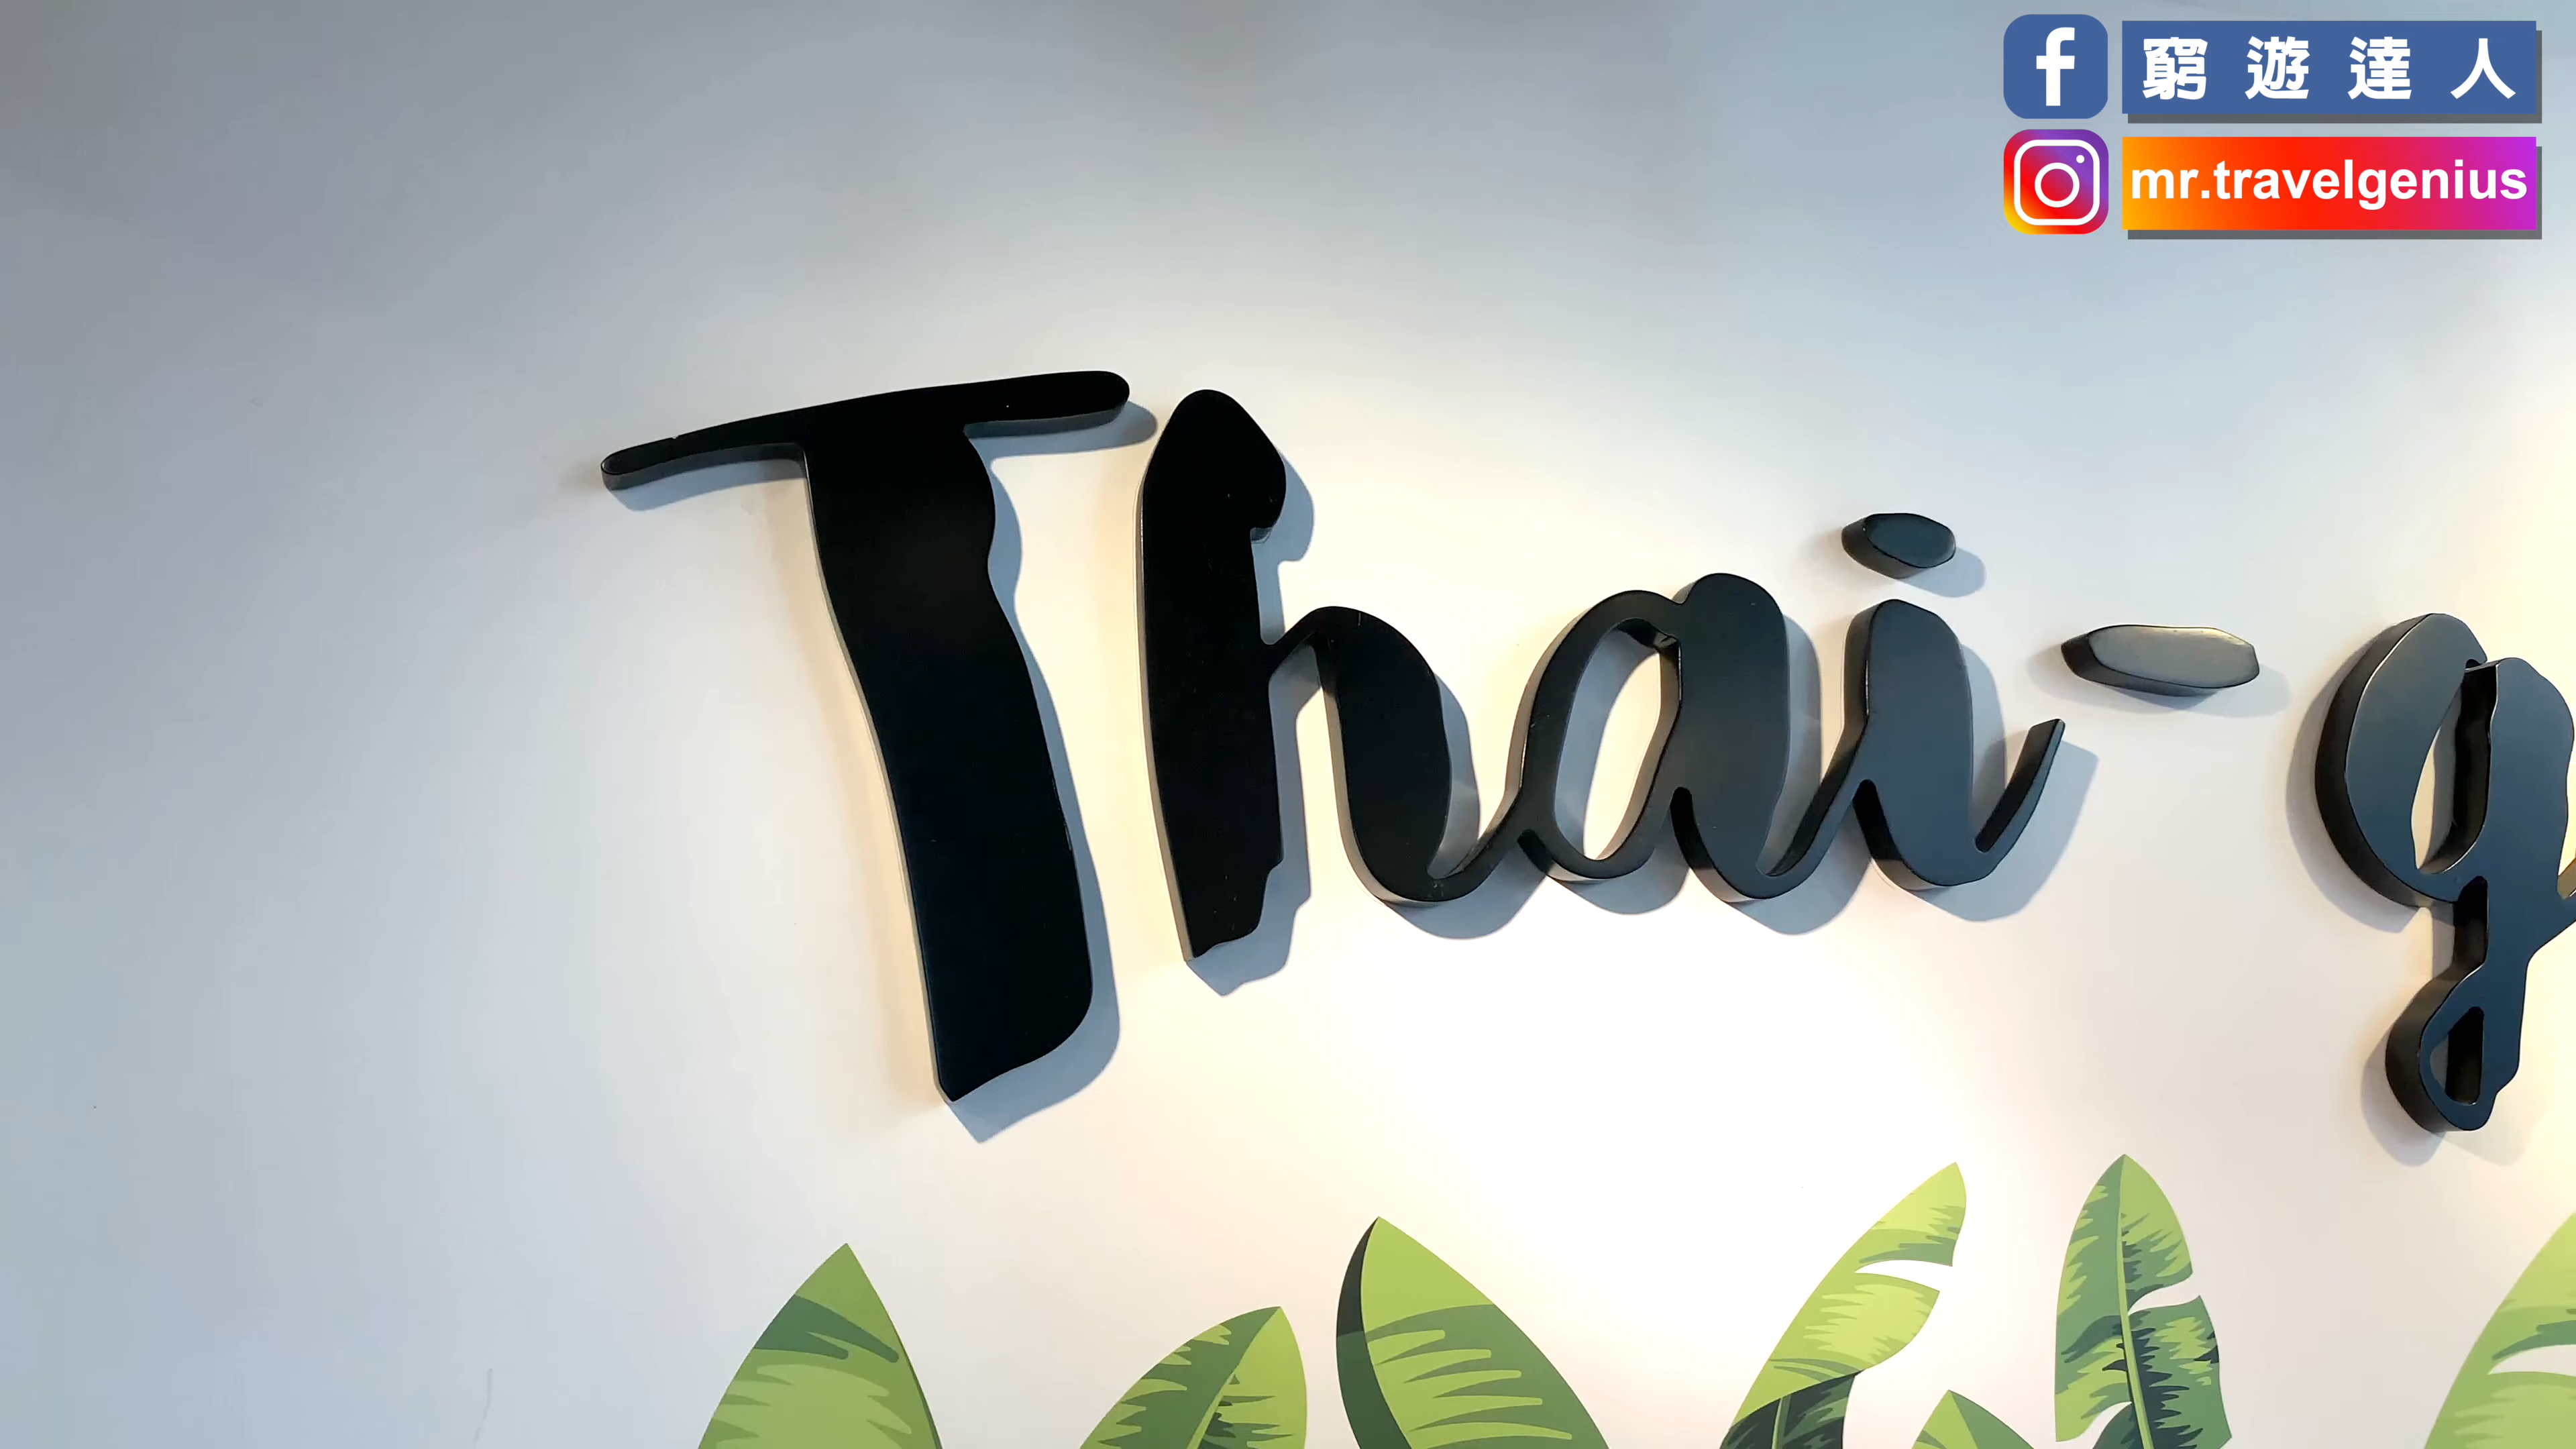 窮遊達人
mr.travelgenius
Thai-g